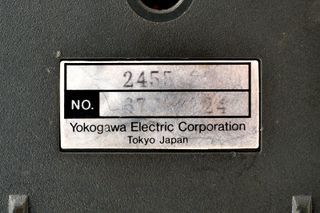 2455
NO.
Yokogawa Electric Corporation
Tokyo Japan